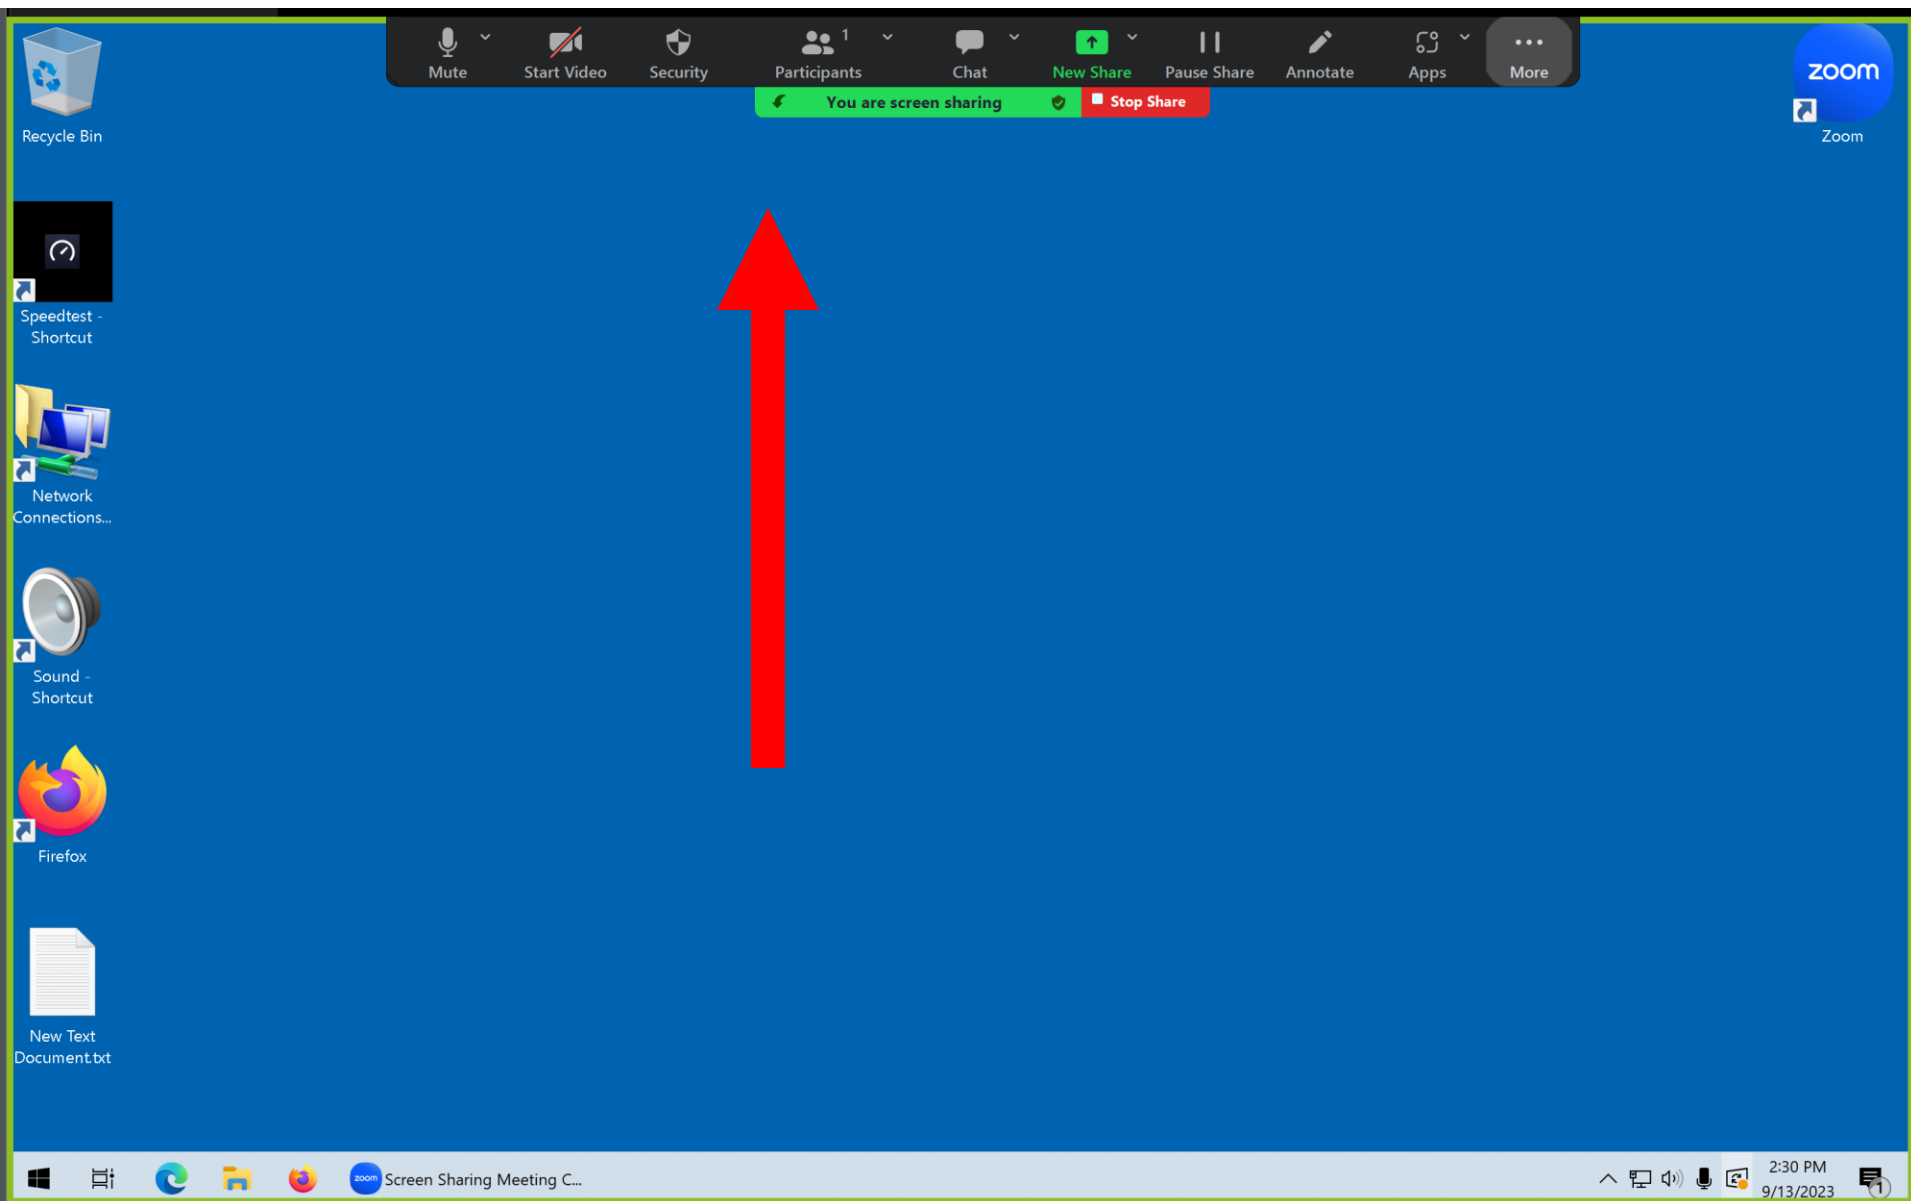 1
Mute
Start Video
Security
Participants
Chat
New Share
Pause Share
Annotate
Apps
More
You are screen sharing
Stop Share
zoom
Zoom
Recycle Bin
Speedtest -
Shortcut
Network
Connections...
Sound -
Shortcut
Firefox
New Text
Document.txt
zoom
Screen Sharing Meeting C...
2:30 PM
9/13/2023
1